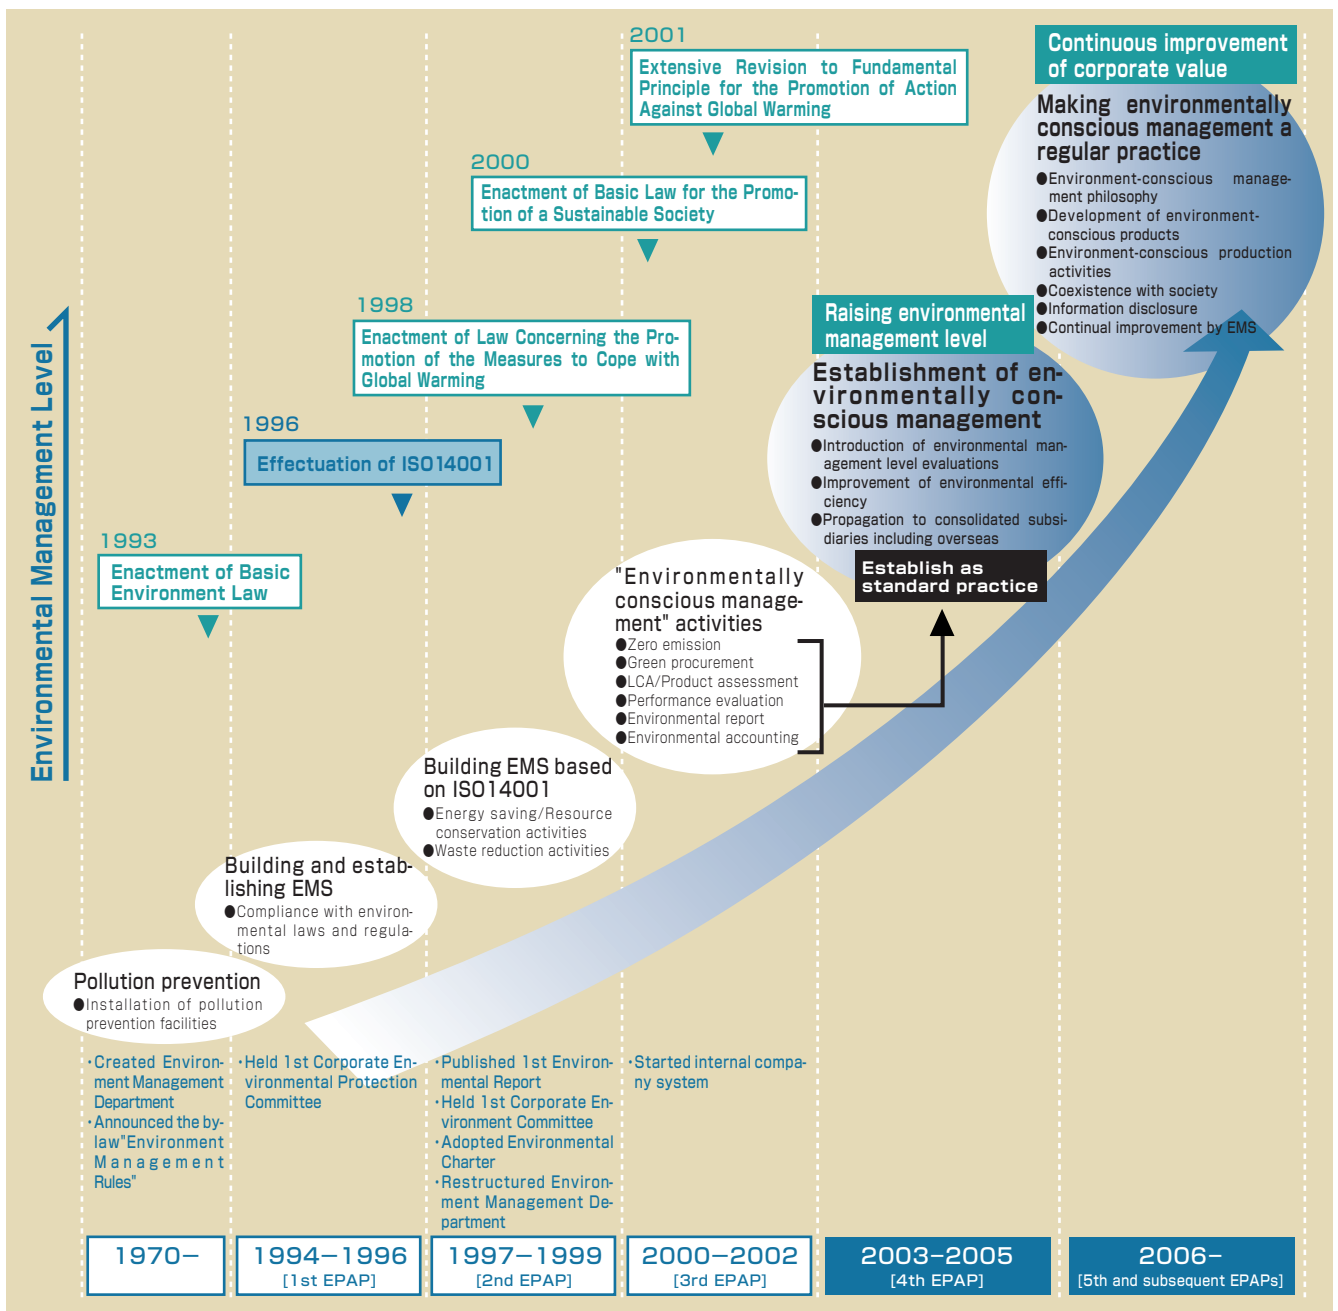 Environmental Management Level
2001
Extensive Revision to Fundamental
Principle for the Promotion of Action
Against Global Warming
2000
Enactment of Basic Law for the Promo-
tion of a Sustainable Society
1998
Enactment of Law Concerning the Pro-
motion of the Measures to Cope with
Global Warming
1996
Effectuation of ISO14001
1993
Enactment of Basic
Environment Law
Continuous improvement
of corporate value
Making environmentally
conscious management a
regular practice
●Environment-conscious manage-
ment philosophy
●Development of environment-
conscious products
●Environment-conscious production
activities
●Coexistence with society
●Information disclosure
●Continual improvement by EMS
Raising environmental
management level
Establishment of en-
vironmentally con-
scious management
●Introduction of environmental man-
agement level evaluations
●Improvement of environmental effi-
ciency
●Propagation to consolidated subsi-
diaries including overseas
Establish as
standard practice
"Environmentally
conscious manage-
ment" activities
●Zero emission
●Green procurement
●LCA/Product assessment
●Performance evaluation
●Environmental report
●Environmental accounting
Building EMS based
on ISO14001
●Energy saving/Resource
conservation activities
●Waste reduction activities
Building and estab-
lishing EMS
●Compliance with environ-
mental laws and regula-
tions
Pollution prevention
●Installation of pollution
prevention facilities
・Created Environ-
ment Management
Department
・Announced the by-
law"Environment
Management
Rules"
・Held 1st Corporate En-
vironmental Protection
Committee
・Published 1st Environ-
mental Report
・Held 1st Corporate En-
vironment Committee
・Adopted Environmental
Charter
・Restructured Environ-
ment Management De-
partment
・Started internal compa-
ny system
1970–
1994–1996
[1st EPAP]
1997–1999
[2nd EPAP]
2000–2002
[3rd EPAP]
2003–2005
[4th EPAP]
2006–
[5th and subsequent EPAPs]